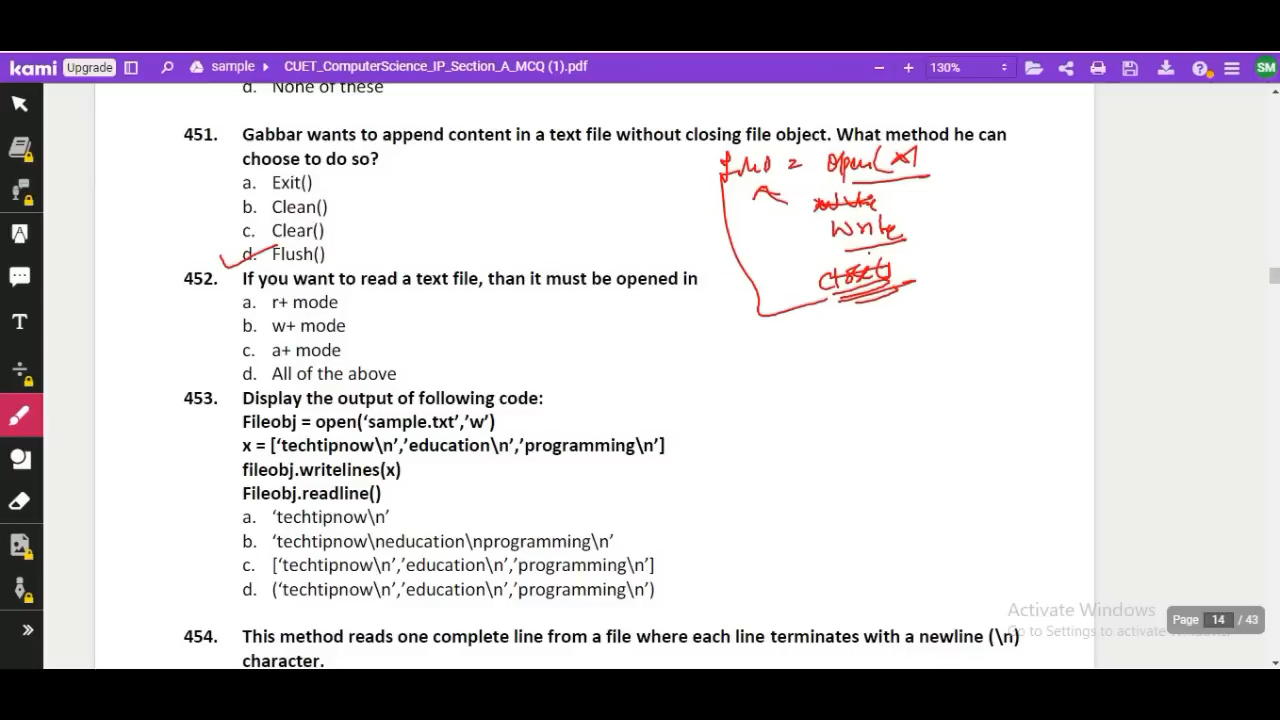 kami Upgrade sample CUET_ComputerScience_IP_Section_A_MCQ (1).pdf 130% SM
d. None of these
451. Gabbar wants to append content in a text file without closing file object. What method he can
choose to do so?
a. Exit()
b. Clean()
c. Clear()
d. Flush()
= open(
write
close()
452. If you want to read a text file, than it must be opened in
a. r+ mode
b. w+ mode
c. a+ mode
d. All of the above
453. Display the output of following code:
Fileobj = open(‘sample.txt’,’w’)
x = [‘techtipnow\n’,’education\n’,’programming\n’]
fileobj.writelines(x)
Fileobj.readline()
a. ‘techtipnow\n’
b. ‘techtipnow\neducation\nprogramming\n’
c. [‘techtipnow\n’,’education\n’,’programming\n’]
d. (‘techtipnow\n’,’education\n’,’programming\n’)
Activate Windows
Go to Settings to activate Windows.
Page 14 / 43
454. This method reads one complete line from a file where each line terminates with a newline (\n)
character.